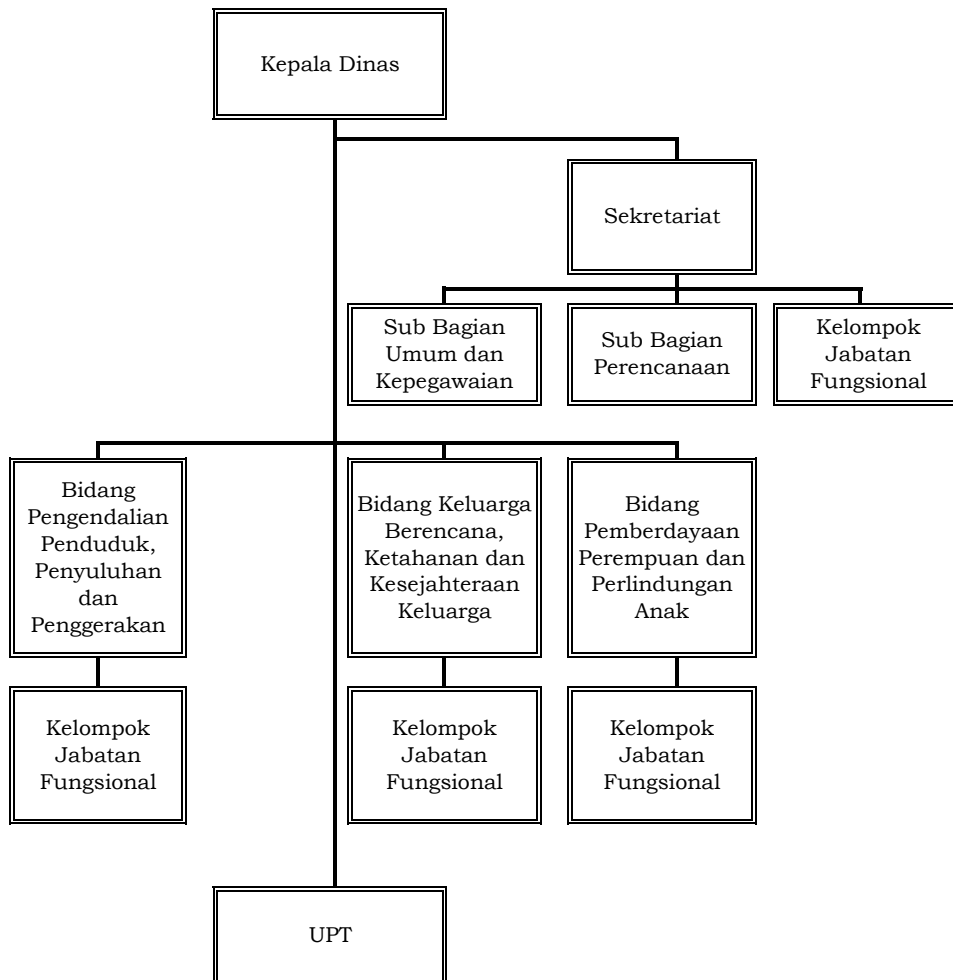 Kepala Dinas
Sekretariat
Sub Bagian
Umum dan
Kepegawaian
Sub Bagian
Perencanaan
Kelompok
Jabatan
Fungsional
Bidang
Pengendalian
Penduduk,
Penyuluhan
dan
Penggerakan
Bidang Keluarga
Berencana,
Ketahanan dan
Kesejahteraan
Keluarga
Bidang
Pemberdayaan
Perempuan dan
Perlindungan
Anak
Kelompok
Jabatan
Fungsional
Kelompok
Jabatan
Fungsional
Kelompok
Jabatan
Fungsional
UPT